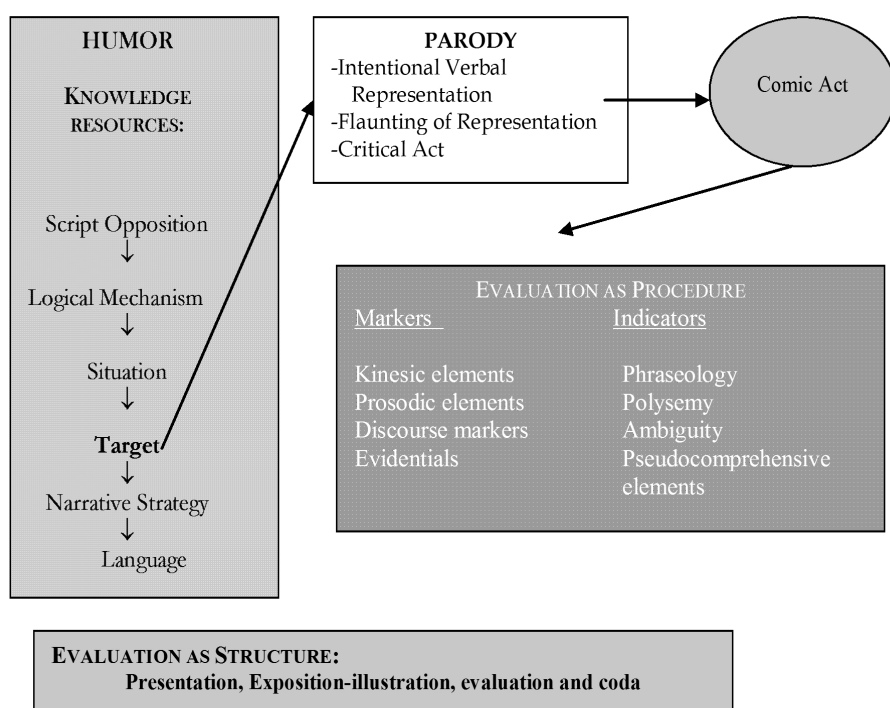 HUMOR
KNOWLEDGE
RESOURCES:
Script Opposition
↓
Logical Mechanism
↓
Situation
↓
Target
↓
Narrative Strategy
↓
Language
PARODY
-Intentional Verbal
Representation
-Flaunting of Representation
-Critical Act
Comic Act
EVALUATION AS PROCEDURE
Markers
Kinesic elements
Prosodic elements
Discourse markers
Evidentials
Indicators
Phraseology
Polysemy
Ambiguity
Pseudocomprehensive
elements
EVALUATION AS STRUCTURE:
Presentation, Exposition-illustration, evaluation and coda